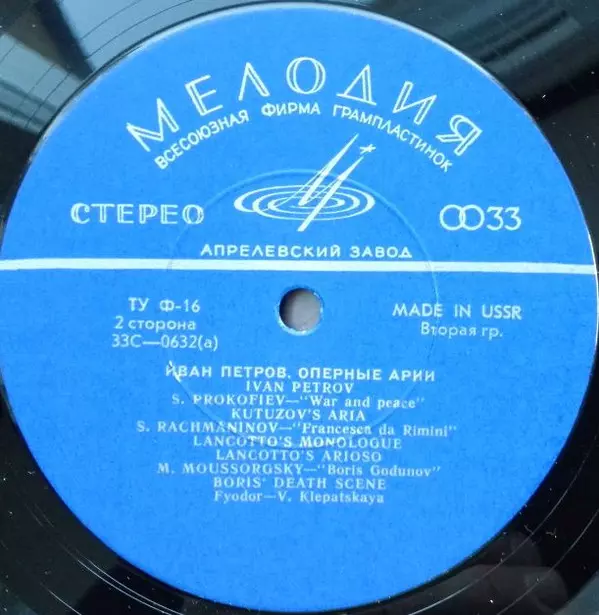 МЕЛОДИЯ
ВСЕСОЮЗНАЯ ФИРМА ГРАМПЛАСТИНОК
СТЕРЕО
33
АПРЕЛЕВСКИЙ ЗАВОД
ТУ Ф-16
2 сторона
33С—0632(а)
MADE IN USSR
Вторая гр.
ИВАН ПЕТРОВ. ОПЕРНЫЕ АРИИ
IVAN PETROV
S. PROKOFIEV—"War and peace"
KUTUZOV'S ARIA
S. RACHMANINOV—"Francesca da Rimini"
LANCOTTO'S MONOLOGUE
LANCOTTO'S ARIOSO
M. MOUSSORGSKY—"Boris Godunov"
BORIS' DEATH SCENE
Fyodor—V. Klepatskaya